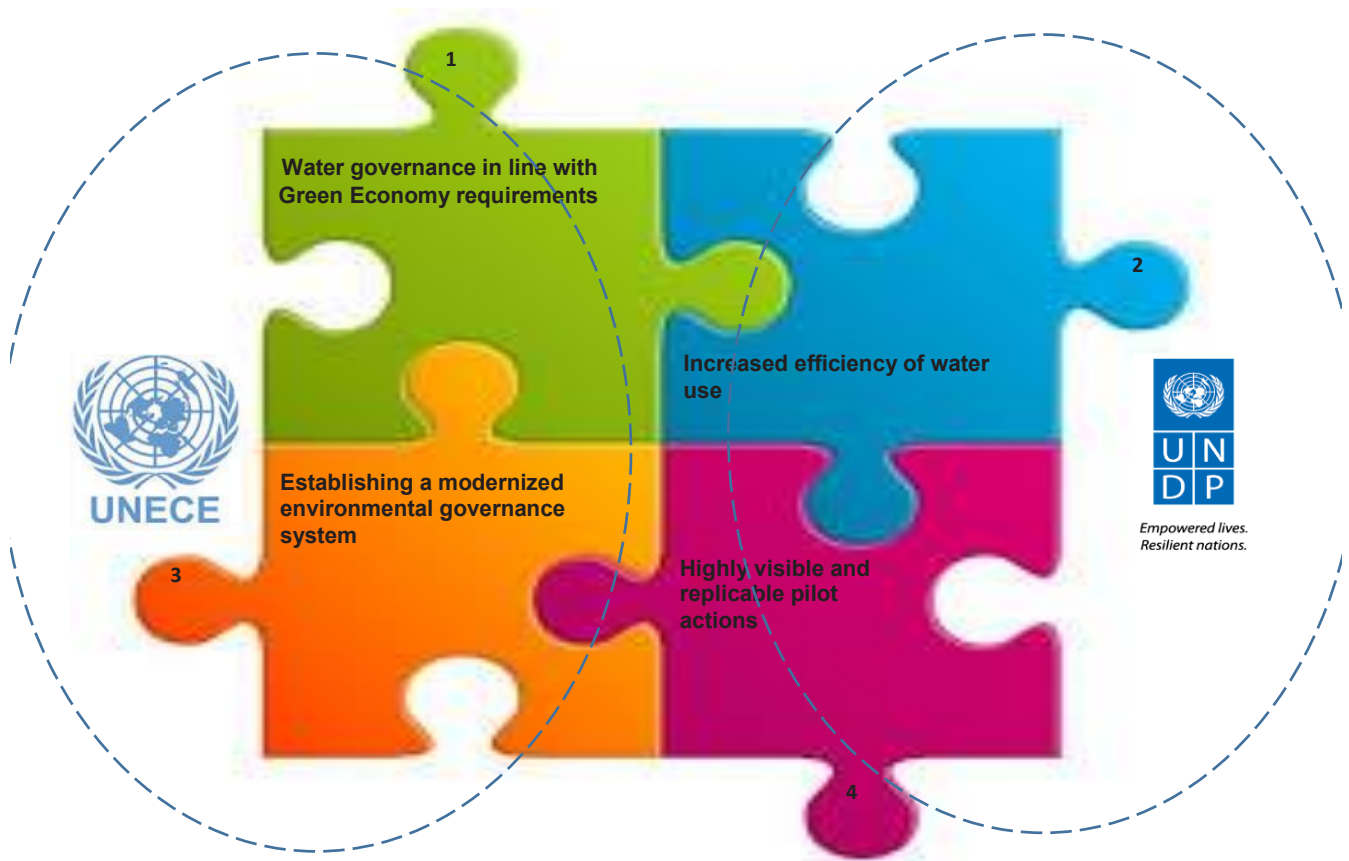 1
Water governance in line with
Green Economy requirements
2
Increased efficiency of water
use
UNECE
U N
D P
Empowered lives.
Resilient nations.
Establishing a modernized
environmental governance
system
3
Highly visible and
replicable pilot
actions
4